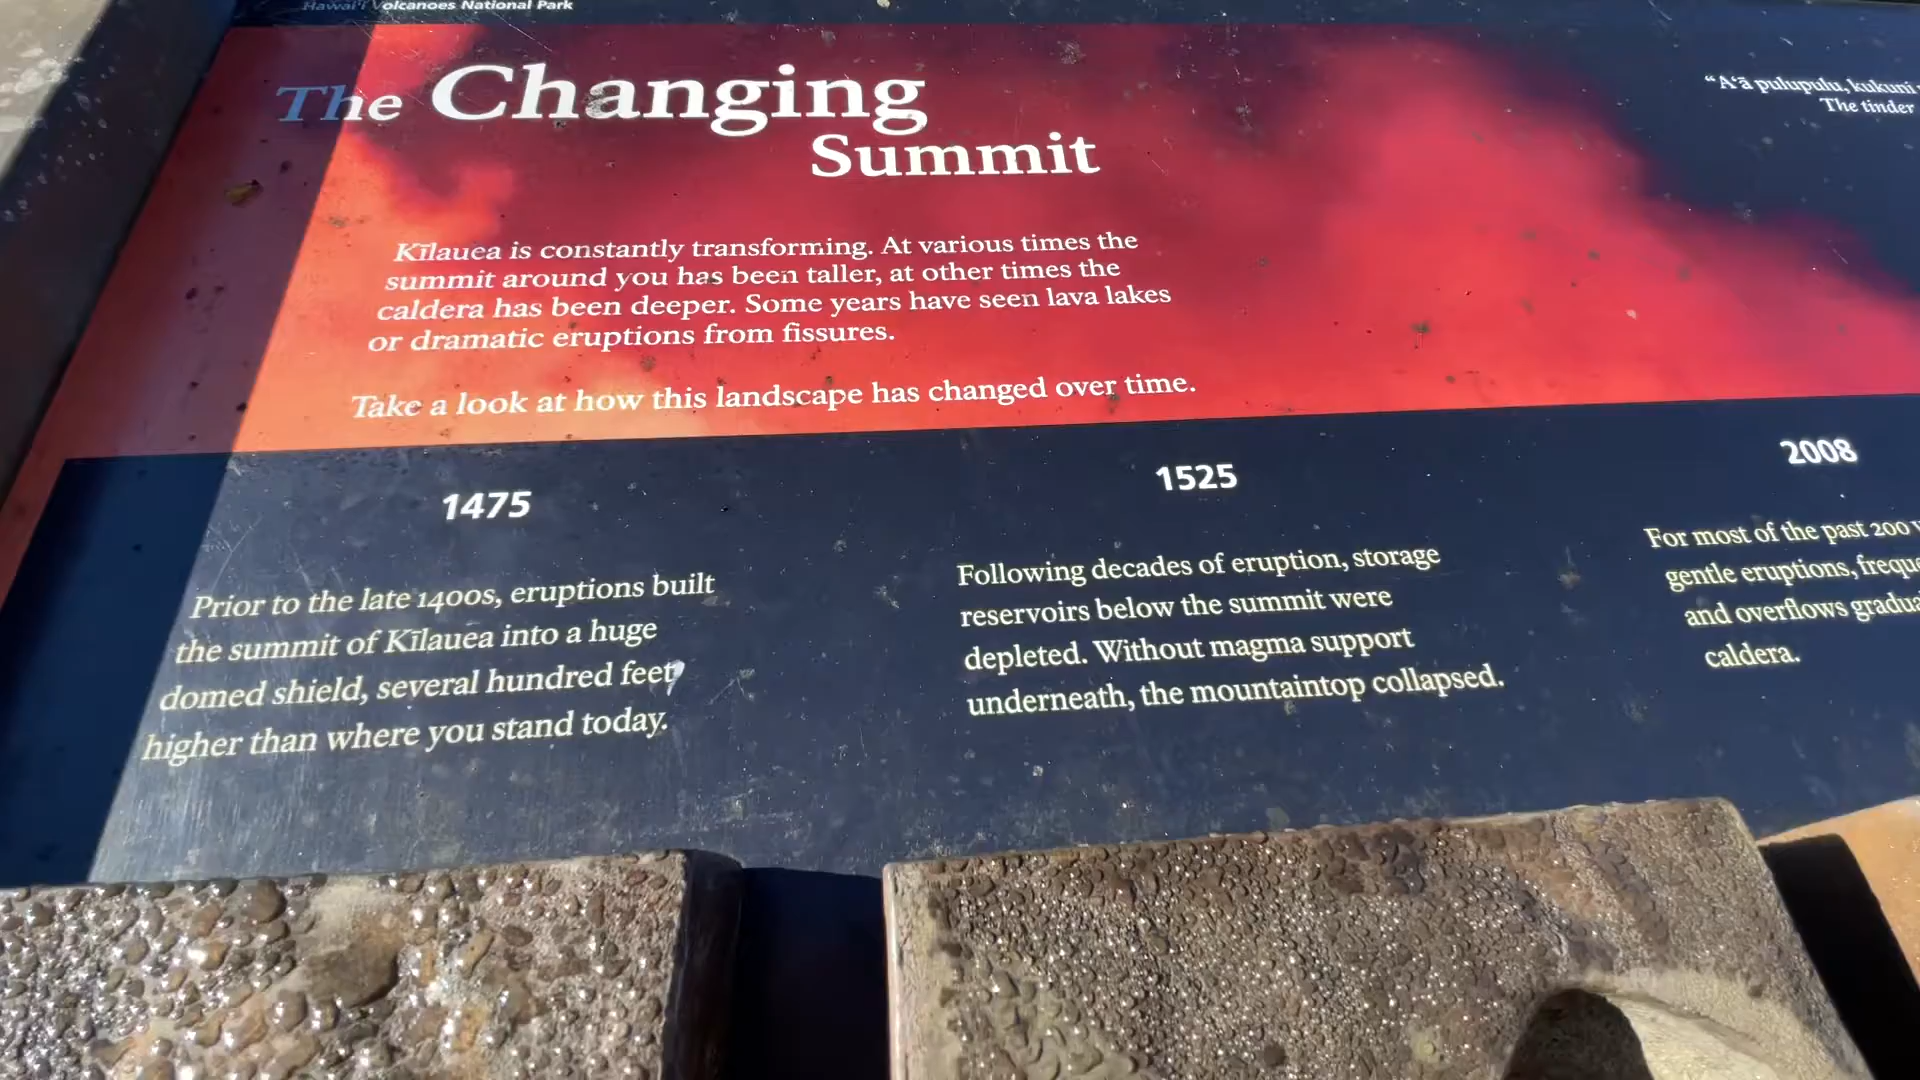 Hawai'i Volcanoes National Park
The Changing
Summit
"A'ā pulupulu, kukuni
The tinder
Kīlauea is constantly transforming. At various times the
summit around you has been taller, at other times the
caldera has been deeper. Some years have seen lava lakes
or dramatic eruptions from fissures.
Take a look at how this landscape has changed over time.
1475
Prior to the late 1400s, eruptions built
the summit of Kīlauea into a huge
domed shield, several hundred feet
higher than where you stand today.
1525
Following decades of eruption, storage
reservoirs below the summit were
depleted. Without magma support
underneath, the mountaintop collapsed.
2008
For most of the past 200
gentle eruptions,
and overflows
caldera.